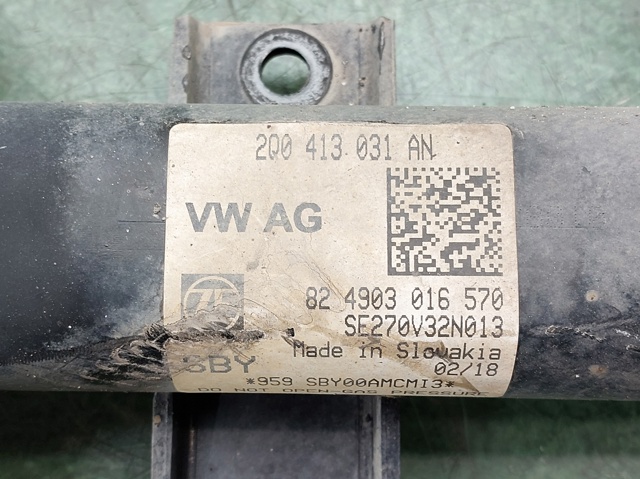 2Q0 413 031 AN
VW AG
ZF
82 4903 016 570
SE270V32N013
SBY
Made in Slovakia
02/18
*959 SBY00AMCMI3*
DO NOT OPEN-GAS PRESSURE